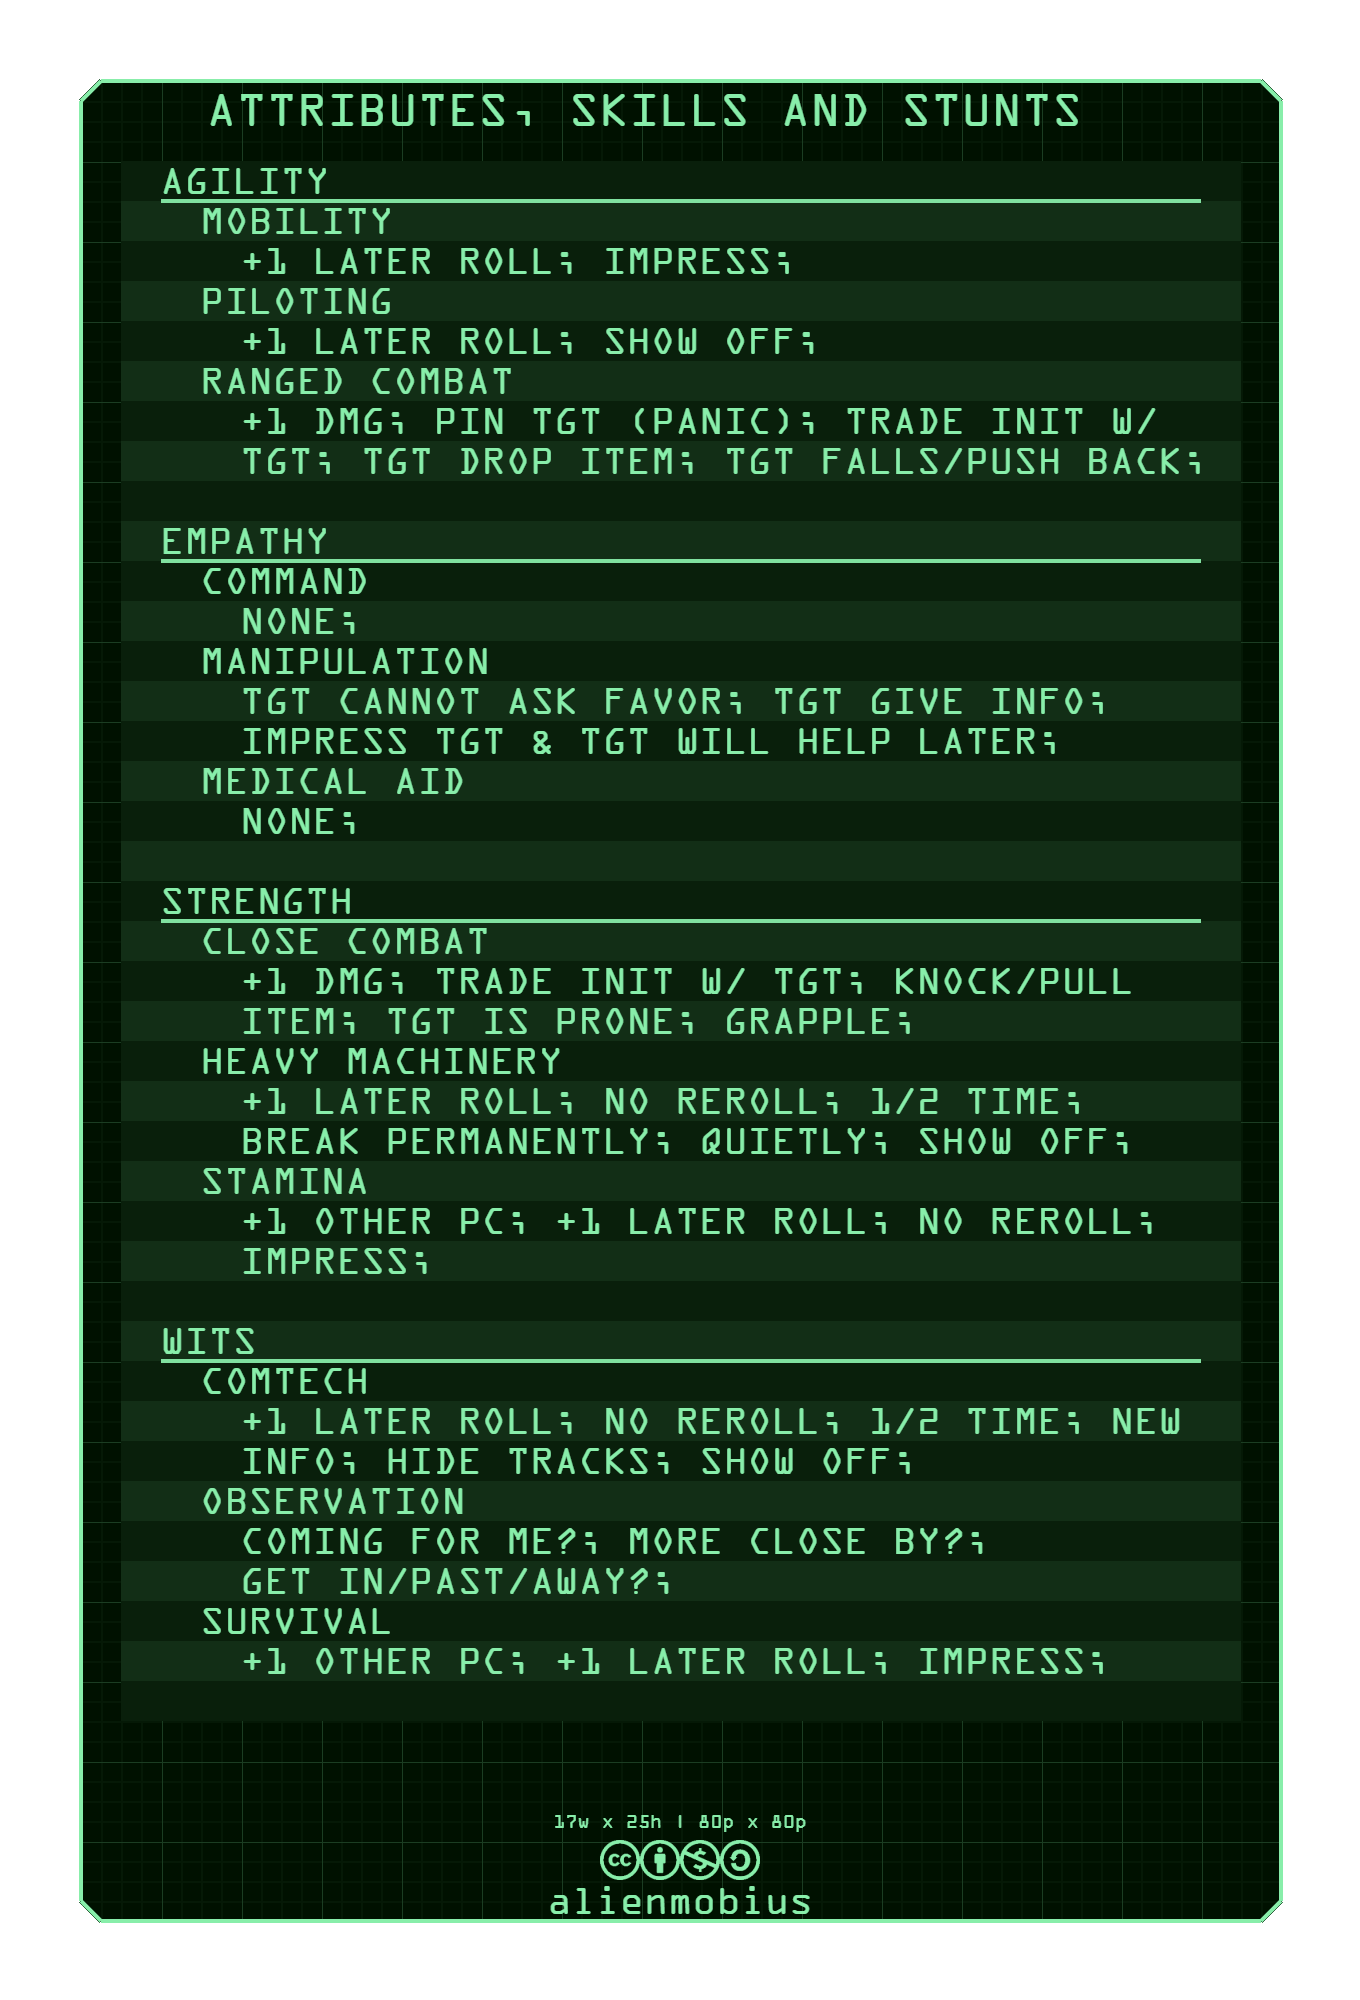 ATTRIBUTES, SKILLS AND STUNTS
AGILITY
MOBILITY
+1 LATER ROLL; IMPRESS;
PILOTING
+1 LATER ROLL; SHOW OFF;
RANGED COMBAT
+1 DMG; PIN TGT (PANIC); TRADE INIT W/
TGT; TGT DROP ITEM; TGT FALLS/PUSH BACK;
EMPATHY
COMMAND
NONE;
MANIPULATION
TGT CANNOT ASK FAVOR; TGT GIVE INFO;
IMPRESS TGT & TGT WILL HELP LATER;
MEDICAL AID
NONE;
STRENGTH
CLOSE COMBAT
+1 DMG; TRADE INIT W/ TGT; KNOCK/PULL
ITEM; TGT IS PRONE; GRAPPLE;
HEAVY MACHINERY
+1 LATER ROLL; NO REROLL; 1/2 TIME;
BREAK PERMANENTLY; QUIETLY; SHOW OFF;
STAMINA
+1 OTHER PC; +1 LATER ROLL; NO REROLL;
IMPRESS;
WITS
COMTECH
+1 LATER ROLL; NO REROLL; 1/2 TIME; NEW
INFO; HIDE TRACKS; SHOW OFF;
OBSERVATION
COMING FOR ME?; MORE CLOSE BY?;
GET IN/PAST/AWAY?;
SURVIVAL
+1 OTHER PC; +1 LATER ROLL; IMPRESS;
17w x 25h | 80p x 80p
cc
alienmobius